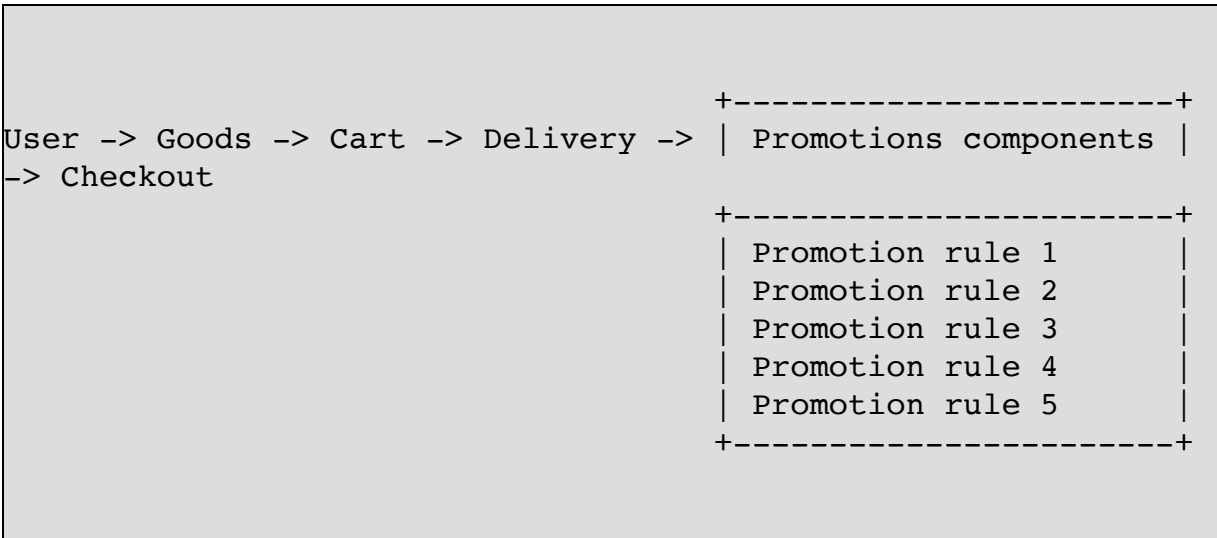 +-----------------------+
User -> Goods -> Cart -> Delivery -> | Promotions components |
-> Checkout
+-----------------------+
| Promotion rule 1 |
| Promotion rule 2 |
| Promotion rule 3 |
| Promotion rule 4 |
| Promotion rule 5 |
+-----------------------+